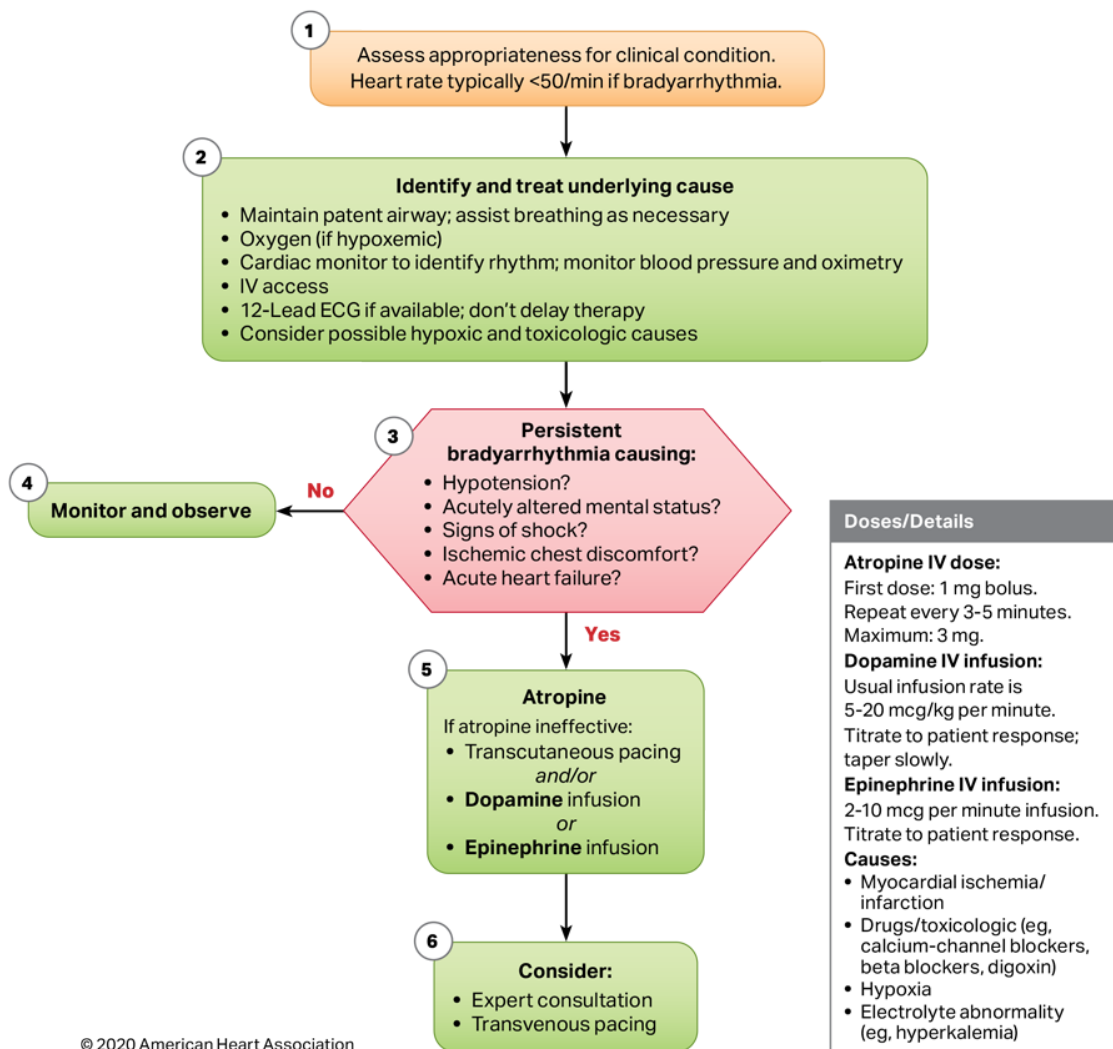 1
Assess appropriateness for clinical condition.
Heart rate typically <50/min if bradyarrhythmia.
2
Identify and treat underlying cause
• Maintain patent airway; assist breathing as necessary
• Oxygen (if hypoxemic)
• Cardiac monitor to identify rhythm; monitor blood pressure and oximetry
• IV access
• 12-Lead ECG if available; don't delay therapy
• Consider possible hypoxic and toxicologic causes
3
Persistent
bradyarrhythmia causing:
• Hypotension?
• Acutely altered mental status?
• Signs of shock?
• Ischemic chest discomfort?
• Acute heart failure?
No
4
Monitor and observe
Yes
5
Atropine
If atropine ineffective:
• Transcutaneous pacing
and/or
• Dopamine infusion
or
• Epinephrine infusion
6
Consider:
• Expert consultation
• Transvenous pacing
Doses/Details
Atropine IV dose:
First dose: 1 mg bolus.
Repeat every 3-5 minutes.
Maximum: 3 mg.
Dopamine IV infusion:
Usual infusion rate is
5-20 mcg/kg per minute.
Titrate to patient response;
taper slowly.
Epinephrine IV infusion:
2-10 mcg per minute infusion.
Titrate to patient response.
Causes:
• Myocardial ischemia/
infarction
• Drugs/toxicologic (eg,
calcium-channel blockers,
beta blockers, digoxin)
• Hypoxia
• Electrolyte abnormality
(eg, hyperkalemia)
© 2020 American Heart Association